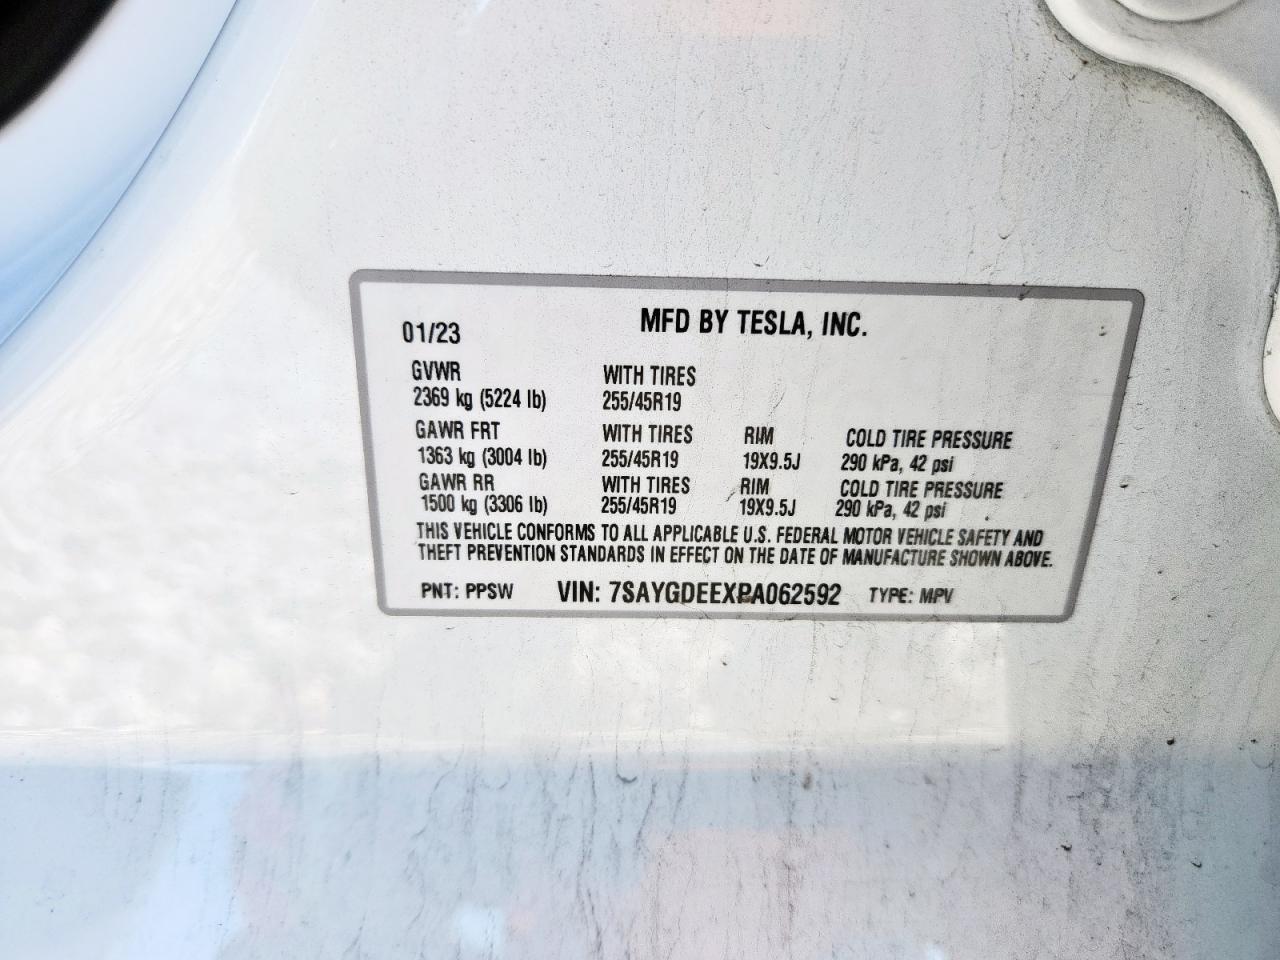 01/23 MFD BY TESLA, INC.
GVWR WITH TIRES
2369 kg (5224 lb) 255/45R19
GAWR FRT WITH TIRES RIM COLD TIRE PRESSURE
1363 kg (3004 lb) 255/45R19 19X9.5J 290 kPa, 42 psi
GAWR RR WITH TIRES RIM COLD TIRE PRESSURE
1500 kg (3306 lb) 255/45R19 19X9.5J 290 kPa, 42 psi
THIS VEHICLE CONFORMS TO ALL APPLICABLE U.S. FEDERAL MOTOR VEHICLE SAFETY AND
THEFT PREVENTION STANDARDS IN EFFECT ON THE DATE OF MANUFACTURE SHOWN ABOVE.
PNT: PPSW VIN: 7SAYGDEEXPA062592 TYPE: MPV